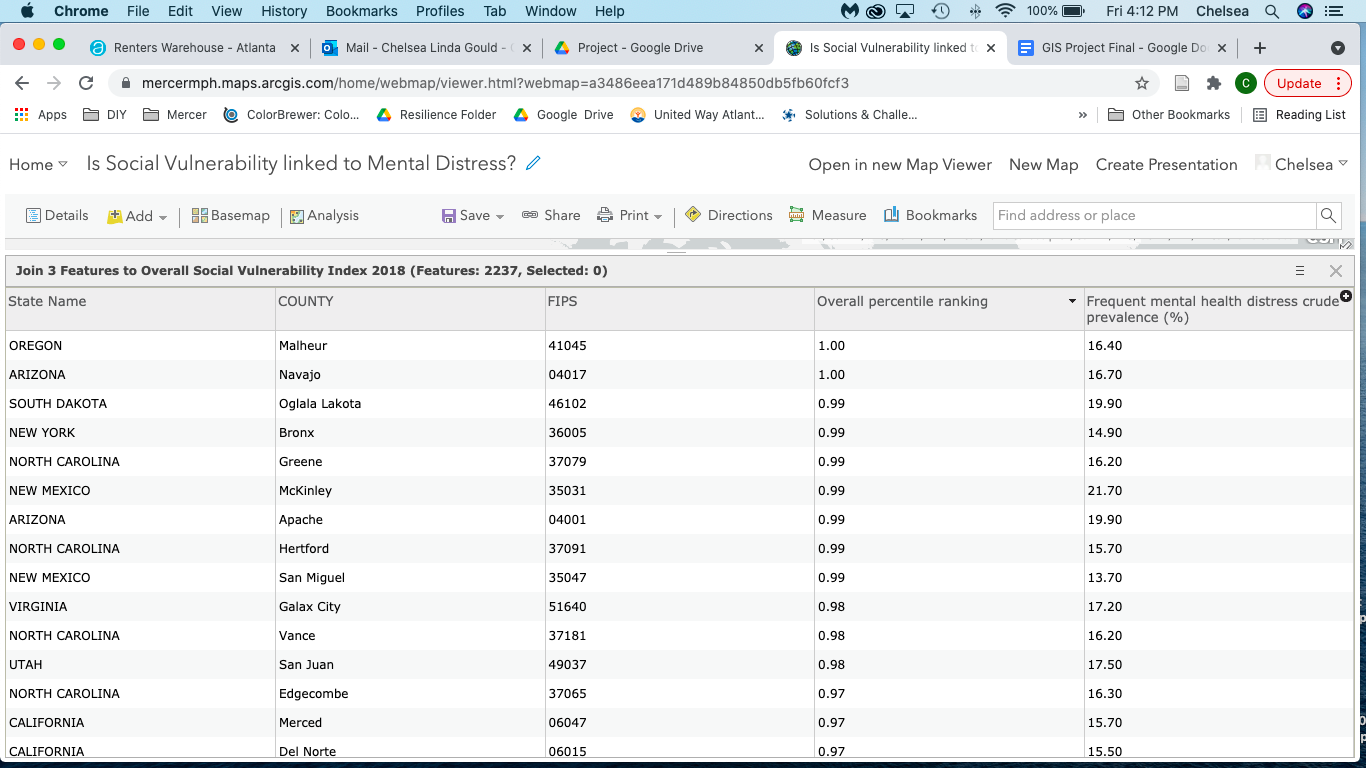 Chrome File Edit View History Bookmarks Profiles Tab Window Help 100% Fri 4:12 PM Chelsea
Renters Warehouse - Atlanta Mail - Chelsea Linda Gould - Project - Google Drive Is Social Vulnerability linked to GIS Project Final - Google Do
mercermph.maps.arcgis.com/home/webmap/viewer.html?webmap=a3486eea171d489b84850db5fb60fcf3 C Update
Apps DIY Mercer ColorBrewer: Colo... Resilience Folder Google Drive United Way Atlant... Solutions & Challe... » Other Bookmarks Reading List
Home Is Social Vulnerability linked to Mental Distress? Open in new Map Viewer New Map Create Presentation Chelsea
Details Add Basemap Analysis Save Share Print Directions Measure Bookmarks Find address or place
Join 3 Features to Overall Social Vulnerability Index 2018 (Features: 2237, Selected: 0)
State Name COUNTY FIPS Overall percentile ranking Frequent mental health distress crude
prevalence (%)
OREGON Malheur 41045 1.00 16.40
ARIZONA Navajo 04017 1.00 16.70
SOUTH DAKOTA Oglala Lakota 46102 0.99 19.90
NEW YORK Bronx 36005 0.99 14.90
NORTH CAROLINA Greene 37079 0.99 16.20
NEW MEXICO McKinley 35031 0.99 21.70
ARIZONA Apache 04001 0.99 19.90
NORTH CAROLINA Hertford 37091 0.99 15.70
NEW MEXICO San Miguel 35047 0.99 13.70
VIRGINIA Galax City 51640 0.98 17.20
NORTH CAROLINA Vance 37181 0.98 16.20
UTAH San Juan 49037 0.98 17.50
NORTH CAROLINA Edgecombe 37065 0.97 16.30
CALIFORNIA Merced 06047 0.97 15.70
CALIFORNIA Del Norte 06015 0.97 15.50